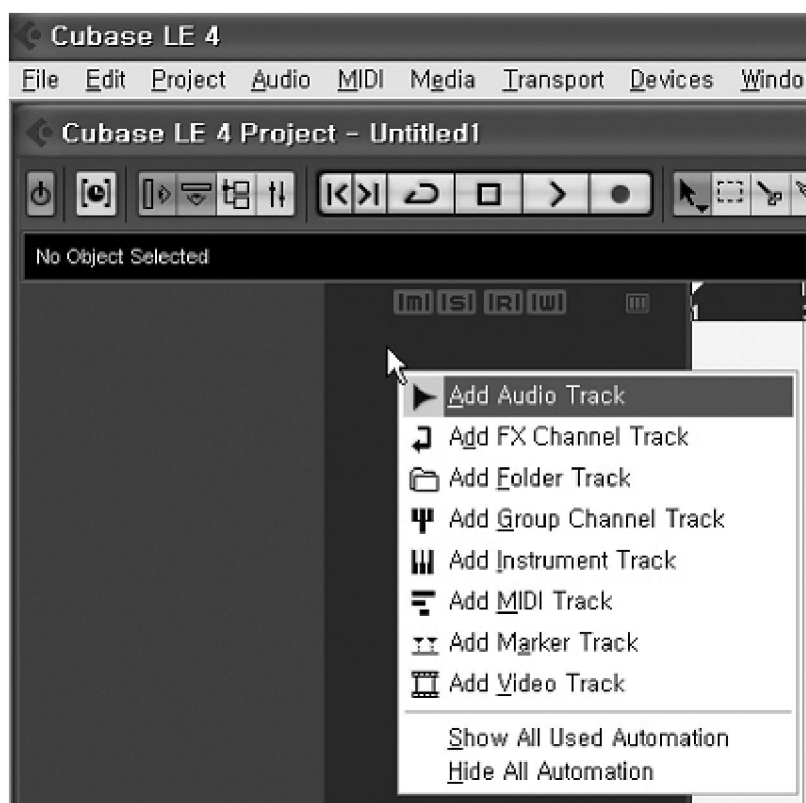 Cubase LE 4
File Edit Project Audio MIDI Media Transport Devices Windo
Cubase LE 4 Project - Untitled1
No Object Selected
m S R W
1
Add Audio Track
Add FX Channel Track
Add Folder Track
Add Group Channel Track
Add Instrument Track
Add MIDI Track
Add Marker Track
Add Video Track
Show All Used Automation
Hide All Automation